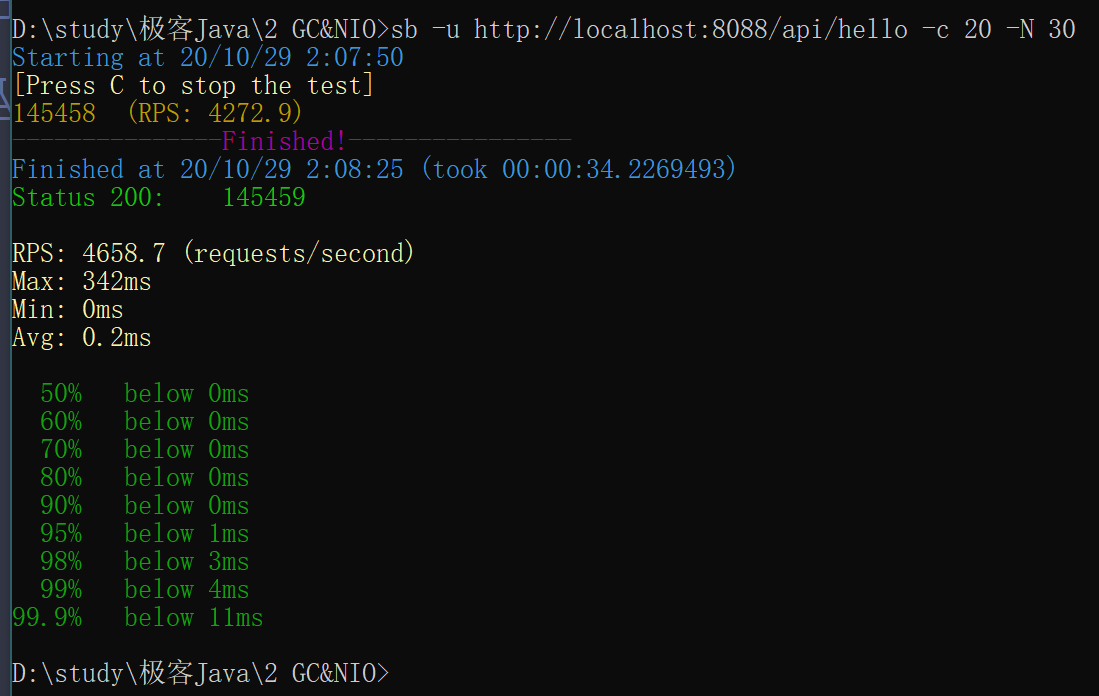 D:\study\极客Java\2 GC&NIO>sb -u http://localhost:8088/api/hello -c 20 -N 30
Starting at 20/10/29 2:07:50
[Press C to stop the test]
145458  (RPS: 4272.9)
---------------Finished!----------------
Finished at 20/10/29 2:08:25 (took 00:00:34.2269493)
Status 200:    145459
RPS: 4658.7 (requests/second)
Max: 342ms
Min: 0ms
Avg: 0.2ms
50%   below 0ms
60%   below 0ms
70%   below 0ms
80%   below 0ms
90%   below 0ms
95%   below 1ms
98%   below 3ms
99%   below 4ms
99.9%   below 11ms
D:\study\极客Java\2 GC&NIO>